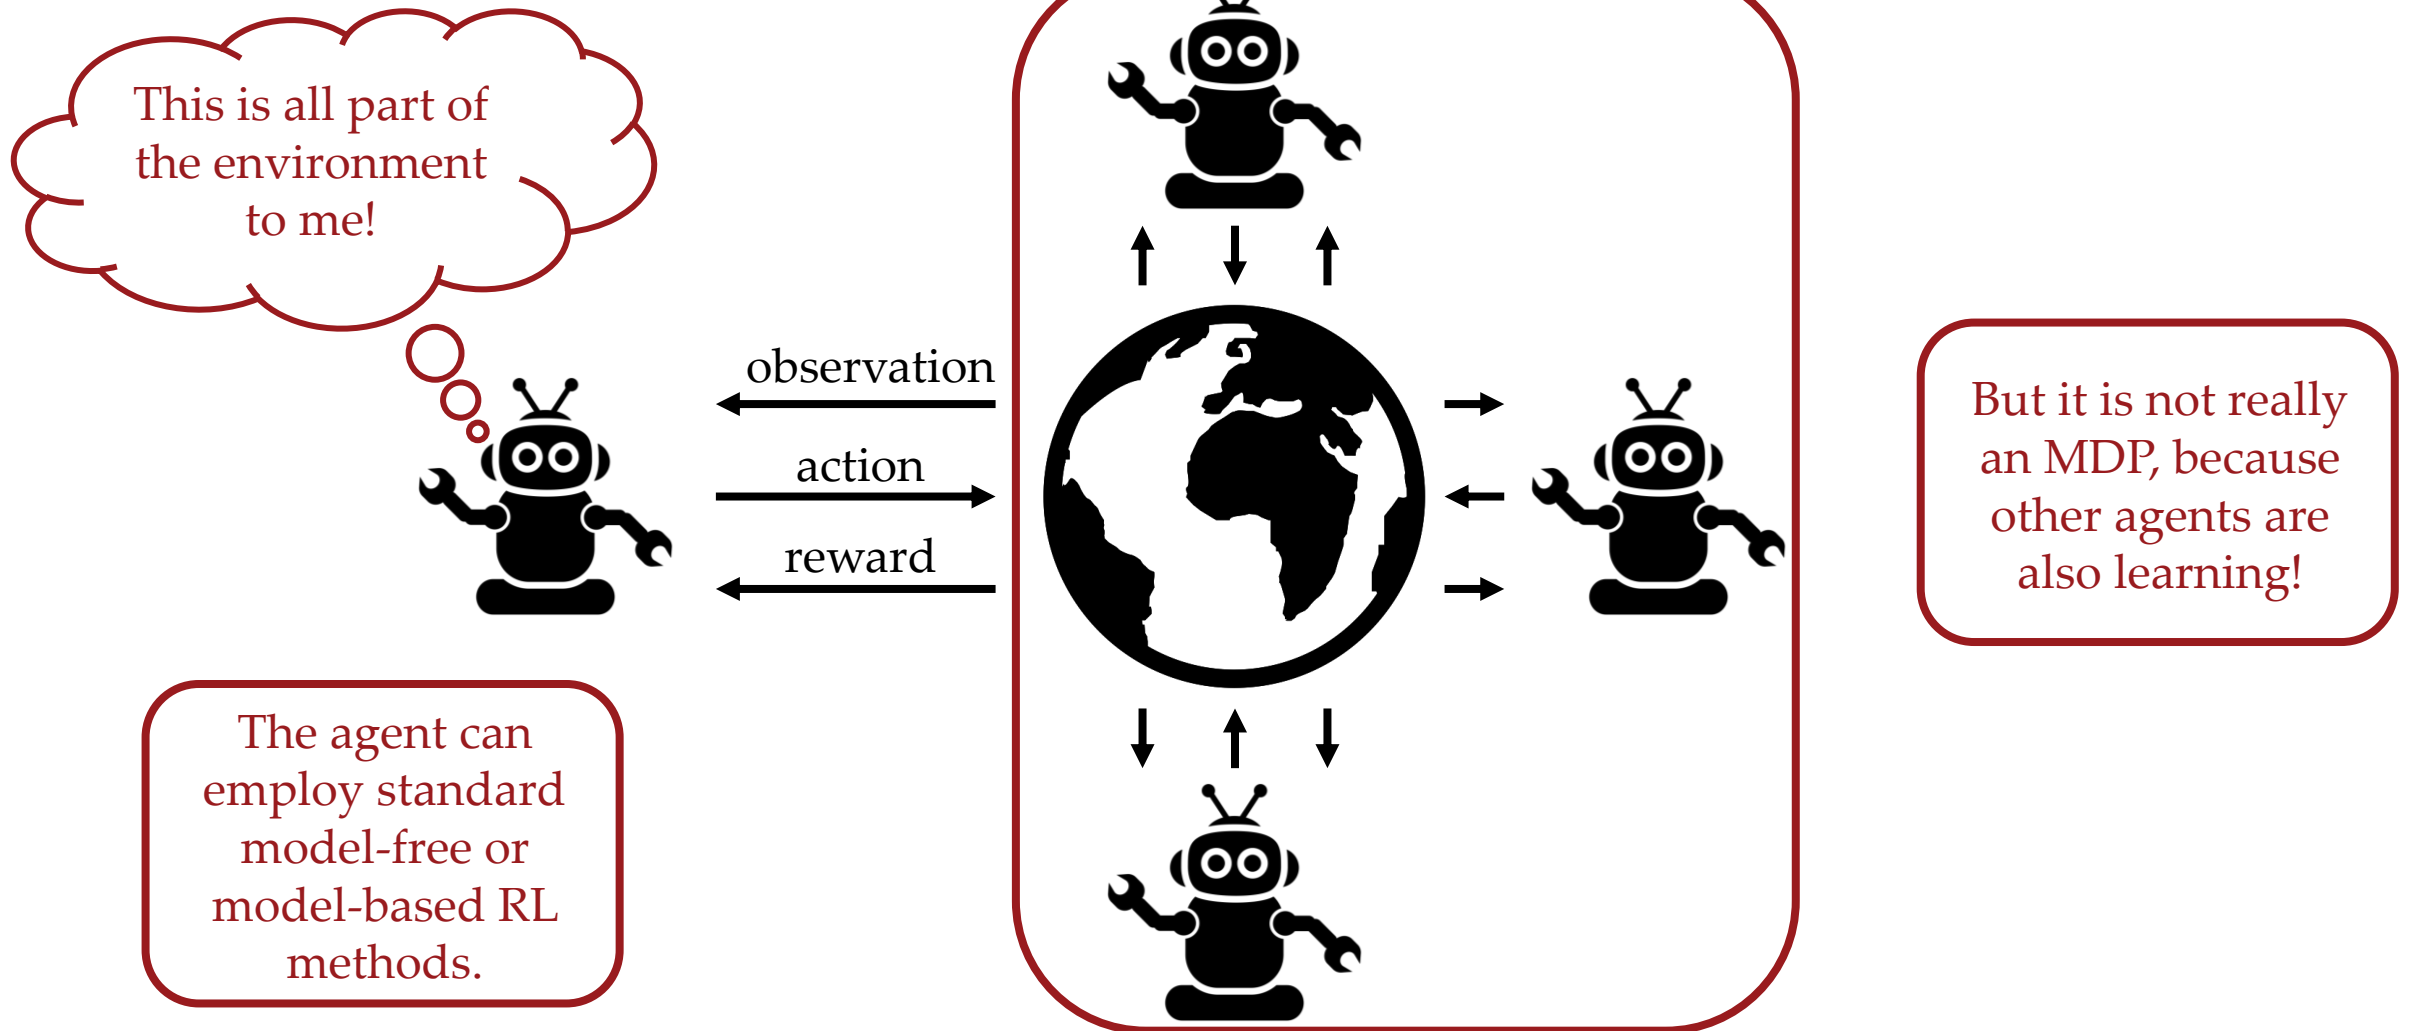 This is all part of
the environment
to me!
observation
action
reward
The agent can
employ standard
model-free or
model-based RL
methods.
But it is not really
an MDP, because
other agents are
also learning!